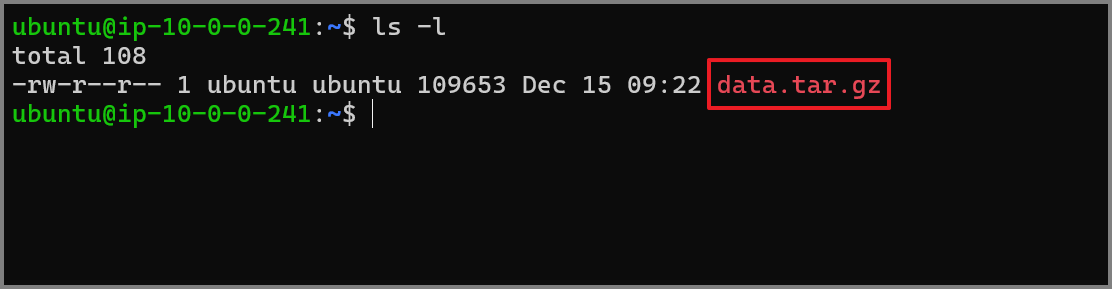 ubuntu@ip-10-0-0-241:~$ ls -l
total 108
-rw-r--r-- 1 ubuntu ubuntu 109653 Dec 15 09:22 data.tar.gz
ubuntu@ip-10-0-0-241:~$